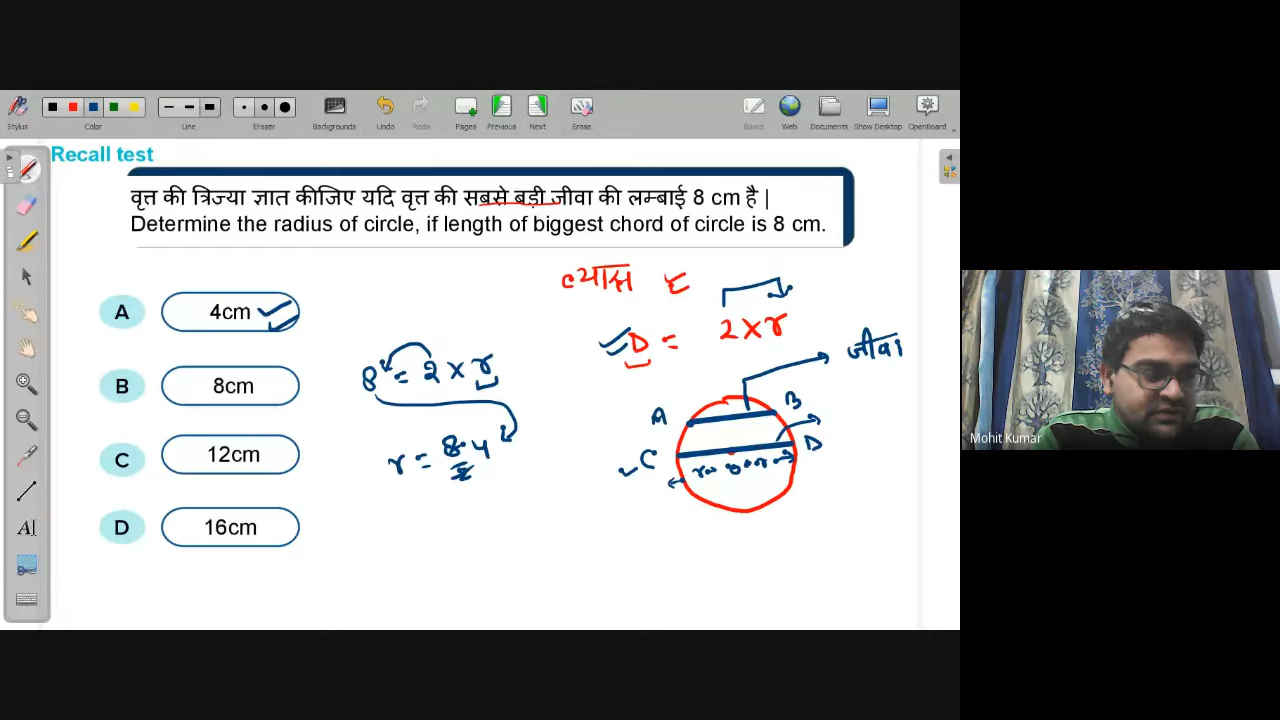 Stylus
Color
Line
Eraser
Backgrounds
Undo
Redo
Pages
Previous
Next
Erase
Board
Web
Documents
Show Desktop
OpenBoard
Recall test
वृत्त की त्रिज्या ज्ञात कीजिए यदि वृत्त की सबसे बड़ी जीवा की लम्बाई 8 cm है |
Determine the radius of circle, if length of biggest chord of circle is 8 cm.
A 4cm
B 8cm
C 12cm
D 16cm
व्यास =
D = 2 × r
8 = 2 × r
r = 8/2 4
जीवा
A B
C D
Mohit Kumar